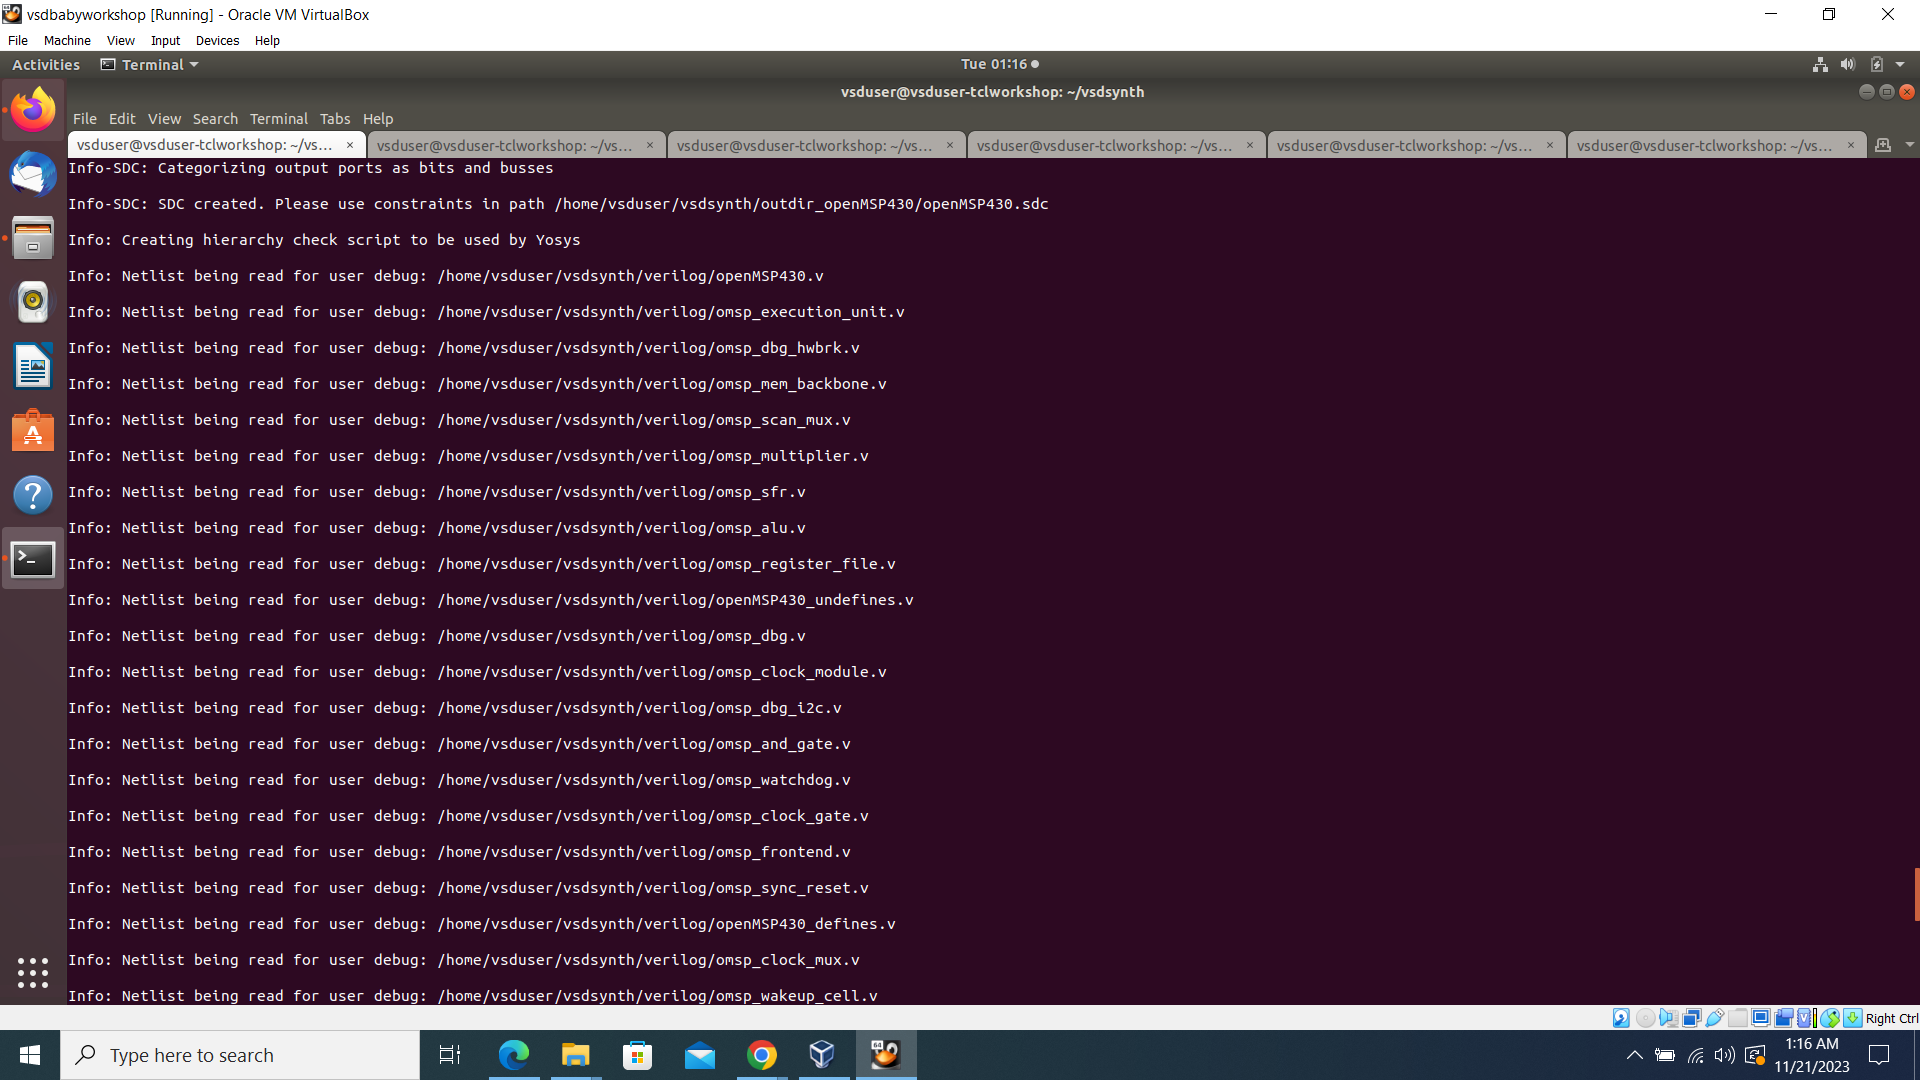 vsdbabyworkshop [Running] - Oracle VM VirtualBox
File Machine View Input Devices Help
Activities Terminal Tue 01:16
vsduser@vsduser-tclworkshop: ~/vsdsynth
File Edit View Search Terminal Tabs Help
vsduser@vsduser-tclworkshop: ~/vs... × vsduser@vsduser-tclworkshop: ~/vs... × vsduser@vsduser-tclworkshop: ~/vs... × vsduser@vsduser-tclworkshop: ~/vs... × vsduser@vsduser-tclworkshop: ~/vs... × vsduser@vsduser-tclworkshop: ~/vs... ×
Info-SDC: Categorizing output ports as bits and busses
Info-SDC: SDC created. Please use constraints in path /home/vsduser/vsdsynth/outdir_openMSP430/openMSP430.sdc
Info: Creating hierarchy check script to be used by Yosys
Info: Netlist being read for user debug: /home/vsduser/vsdsynth/verilog/openMSP430.v
Info: Netlist being read for user debug: /home/vsduser/vsdsynth/verilog/omsp_execution_unit.v
Info: Netlist being read for user debug: /home/vsduser/vsdsynth/verilog/omsp_dbg_hwbrk.v
Info: Netlist being read for user debug: /home/vsduser/vsdsynth/verilog/omsp_mem_backbone.v
Info: Netlist being read for user debug: /home/vsduser/vsdsynth/verilog/omsp_scan_mux.v
Info: Netlist being read for user debug: /home/vsduser/vsdsynth/verilog/omsp_multiplier.v
Info: Netlist being read for user debug: /home/vsduser/vsdsynth/verilog/omsp_sfr.v
Info: Netlist being read for user debug: /home/vsduser/vsdsynth/verilog/omsp_alu.v
Info: Netlist being read for user debug: /home/vsduser/vsdsynth/verilog/omsp_register_file.v
Info: Netlist being read for user debug: /home/vsduser/vsdsynth/verilog/openMSP430_undefines.v
Info: Netlist being read for user debug: /home/vsduser/vsdsynth/verilog/omsp_dbg.v
Info: Netlist being read for user debug: /home/vsduser/vsdsynth/verilog/omsp_clock_module.v
Info: Netlist being read for user debug: /home/vsduser/vsdsynth/verilog/omsp_dbg_i2c.v
Info: Netlist being read for user debug: /home/vsduser/vsdsynth/verilog/omsp_and_gate.v
Info: Netlist being read for user debug: /home/vsduser/vsdsynth/verilog/omsp_watchdog.v
Info: Netlist being read for user debug: /home/vsduser/vsdsynth/verilog/omsp_clock_gate.v
Info: Netlist being read for user debug: /home/vsduser/vsdsynth/verilog/omsp_frontend.v
Info: Netlist being read for user debug: /home/vsduser/vsdsynth/verilog/omsp_sync_reset.v
Info: Netlist being read for user debug: /home/vsduser/vsdsynth/verilog/openMSP430_defines.v
Info: Netlist being read for user debug: /home/vsduser/vsdsynth/verilog/omsp_clock_mux.v
Info: Netlist being read for user debug: /home/vsduser/vsdsynth/verilog/omsp_wakeup_cell.v
Right Ctrl
Type here to search
1:16 AM
11/21/2023